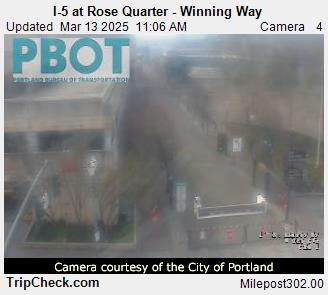 I-5 at Rose Quarter - Winning Way
Updated Mar 13 2025 11:06 AM Camera 4
PBOT
PORTLAND BUREAU OF TRANSPORTATION
Camera courtesy of the City of Portland
TripCheck.com Milepost302.00